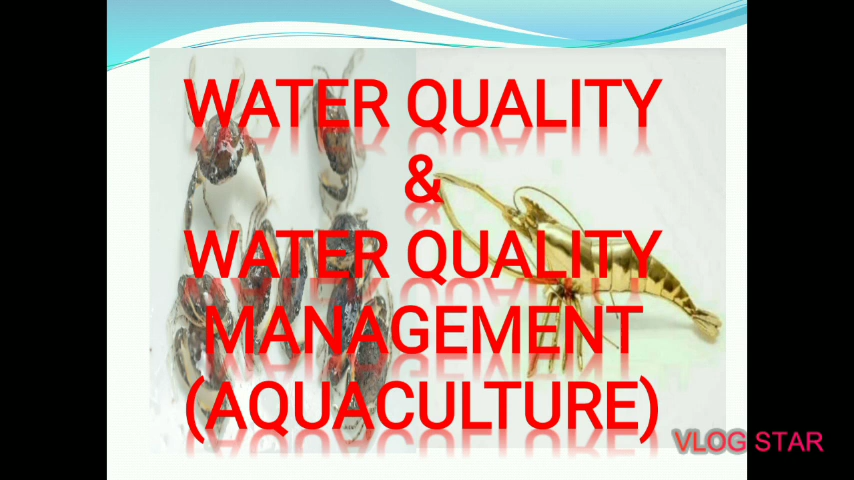 WATER QUALITY
&
WATER QUALITY
MANAGEMENT
(AQUACULTURE)
VLOG STAR